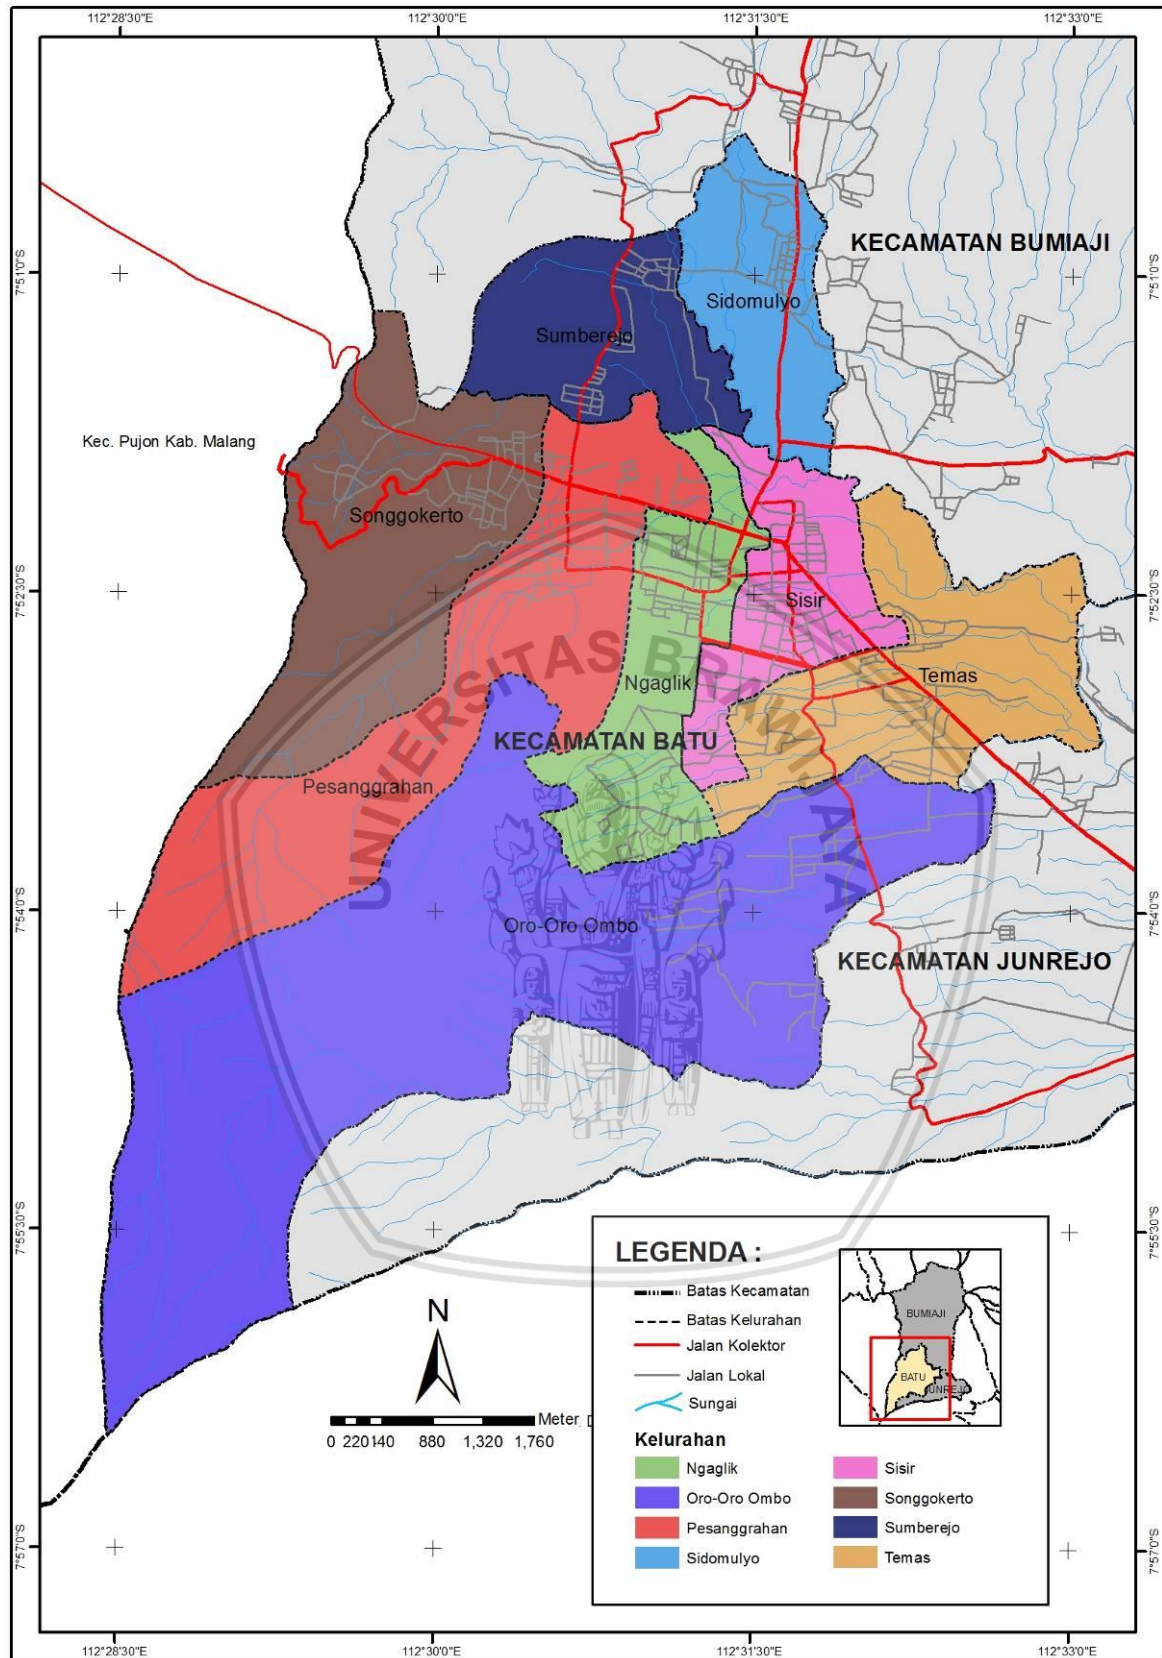 112°28'30"E 112°30'0"E 112°31'30"E 112°33'0"E
KECAMATAN BUMIAJI
7°51'0"S 7°51'0"S
Sidomulyo
Sumberejo
Kec. Pujon Kab. Malang
Songgokerto
7°52'30"S 7°52'30"S
Sisir
Temas
Ngaglik
UNIVERSITAS BRAWIJAYA
KECAMATAN BATU
Pesanggrahan
7°54'0"S 7°54'0"S
Oro-Oro Ombo
KECAMATAN JUNREJO
7°55'30"S 7°55'30"S
LEGENDA :
Batas Kecamatan
Batas Kelurahan
Jalan Kolektor
Jalan Lokal
Sungai
BUMIAJI
BATU
JUNREJO
N
Meter
0 220140 880 1,320 1,760
Kelurahan
Ngaglik
Oro-Oro Ombo
Pesanggrahan
Sidomulyo
Sisir
Songgokerto
Sumberejo
Temas
7°57'0"S 7°57'0"S
112°28'30"E 112°30'0"E 112°31'30"E 112°33'0"E